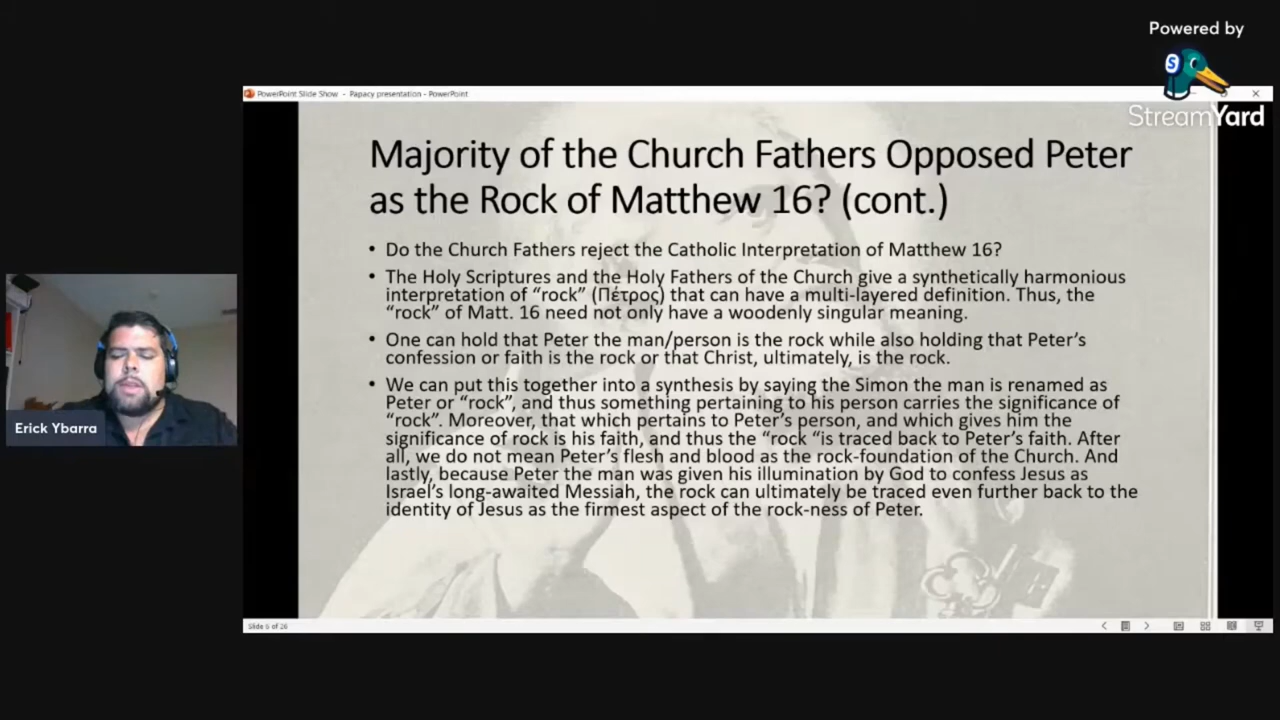 Powered by
StreamYard
PowerPoint Slide Show - Papacy presentation - PowerPoint
Majority of the Church Fathers Opposed Peter
as the Rock of Matthew 16? (cont.)
• Do the Church Fathers reject the Catholic Interpretation of Matthew 16?
• The Holy Scriptures and the Holy Fathers of the Church give a synthetically harmonious
interpretation of “rock” (Πέτρος) that can have a multi-layered definition. Thus, the
“rock” of Matt. 16 need not only have a woodenly singular meaning.
• One can hold that Peter the man/person is the rock while also holding that Peter’s
confession or faith is the rock or that Christ, ultimately, is the rock.
• We can put this together into a synthesis by saying the Simon the man is renamed as
Peter or “rock”, and thus something pertaining to his person carries the significance of
“rock”. Moreover, that which pertains to Peter’s person, and which gives him the
significance of rock is his faith, and thus the “rock “is traced back to Peter’s faith. After
all, we do not mean Peter’s flesh and blood as the rock-foundation of the Church. And
lastly, because Peter the man was given his illumination by God to confess Jesus as
Israel’s long-awaited Messiah, the rock can ultimately be traced even further back to the
identity of Jesus as the firmest aspect of the rock-ness of Peter.
Erick Ybarra
Slide 5 of 26